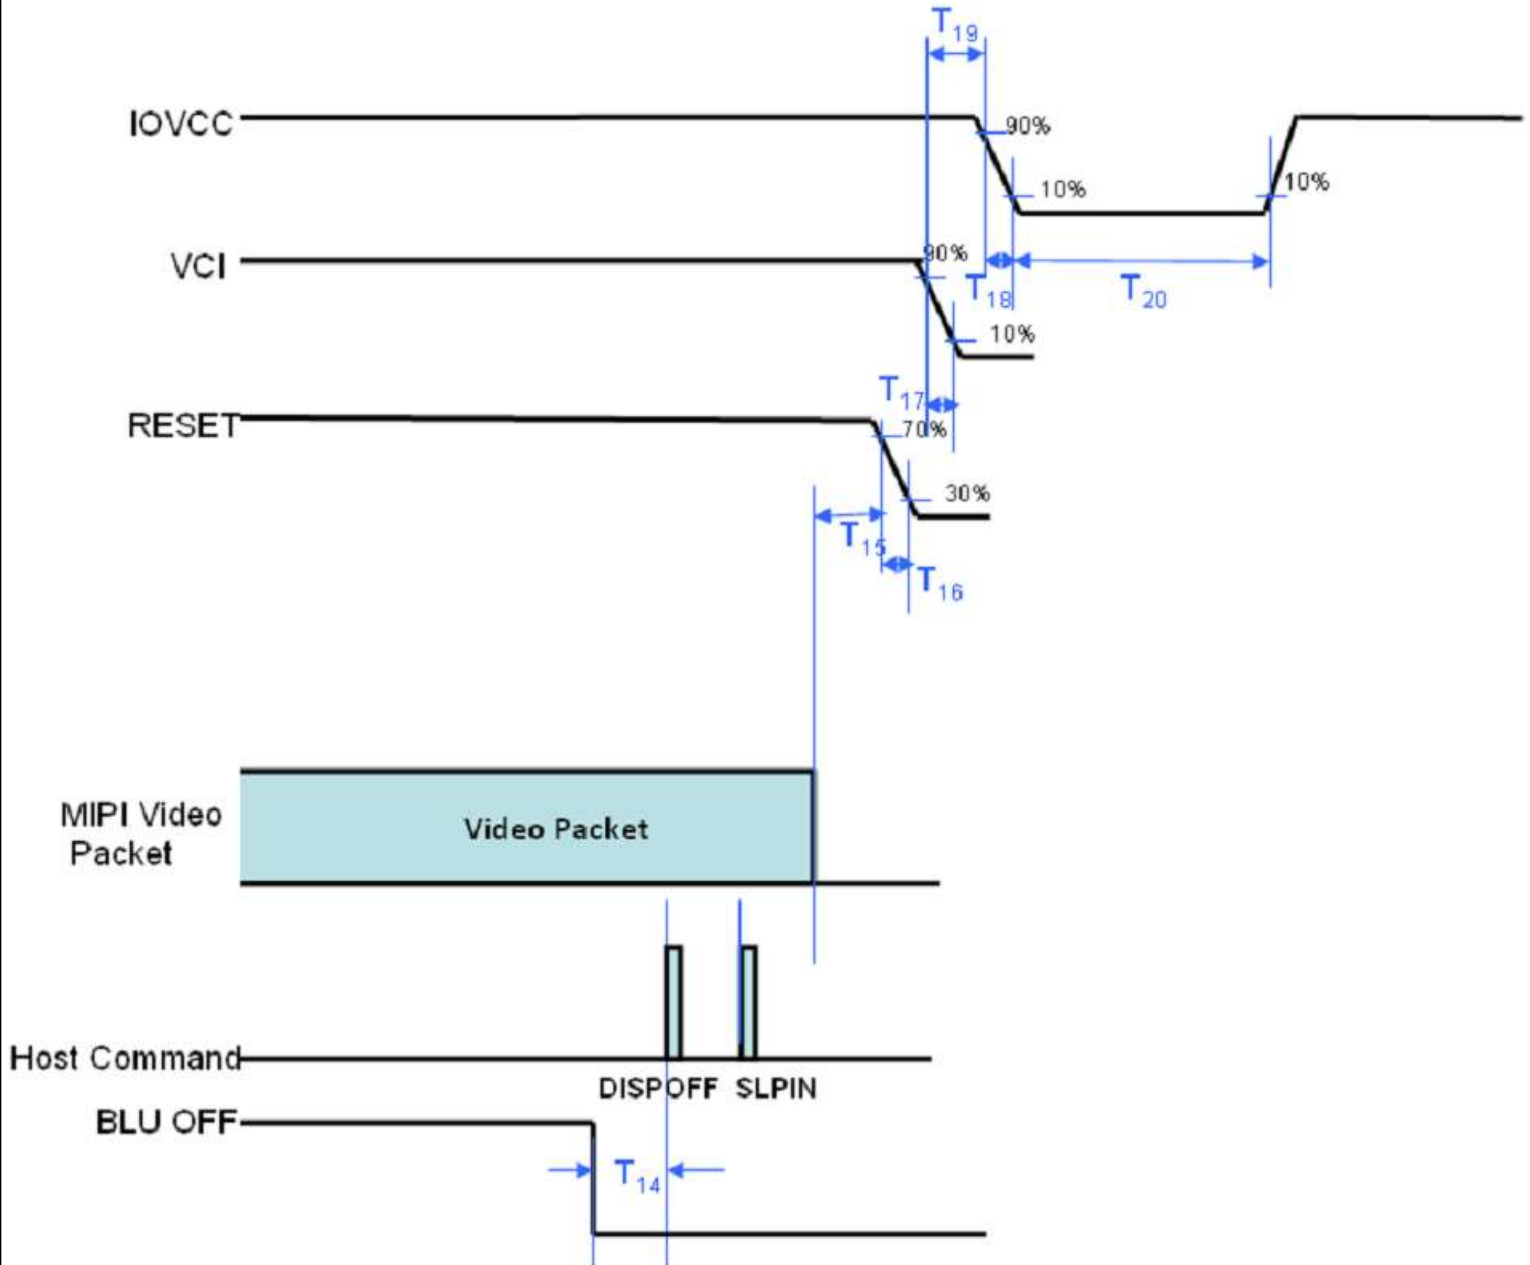 T19
IOVCC
90%
10%
10%
VCI
90%
T18
T20
10%
T17
RESET
70%
30%
T15
T16
MIPI Video
Packet
Video Packet
Host Command
DISPOFF SLPIN
BLU OFF
T14